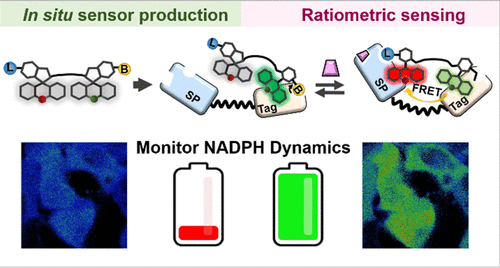 In situ sensor production
Ratiometric sensing
L
B
SP
B
Tag
L
SP
FRET
Tag
Monitor NADPH Dynamics